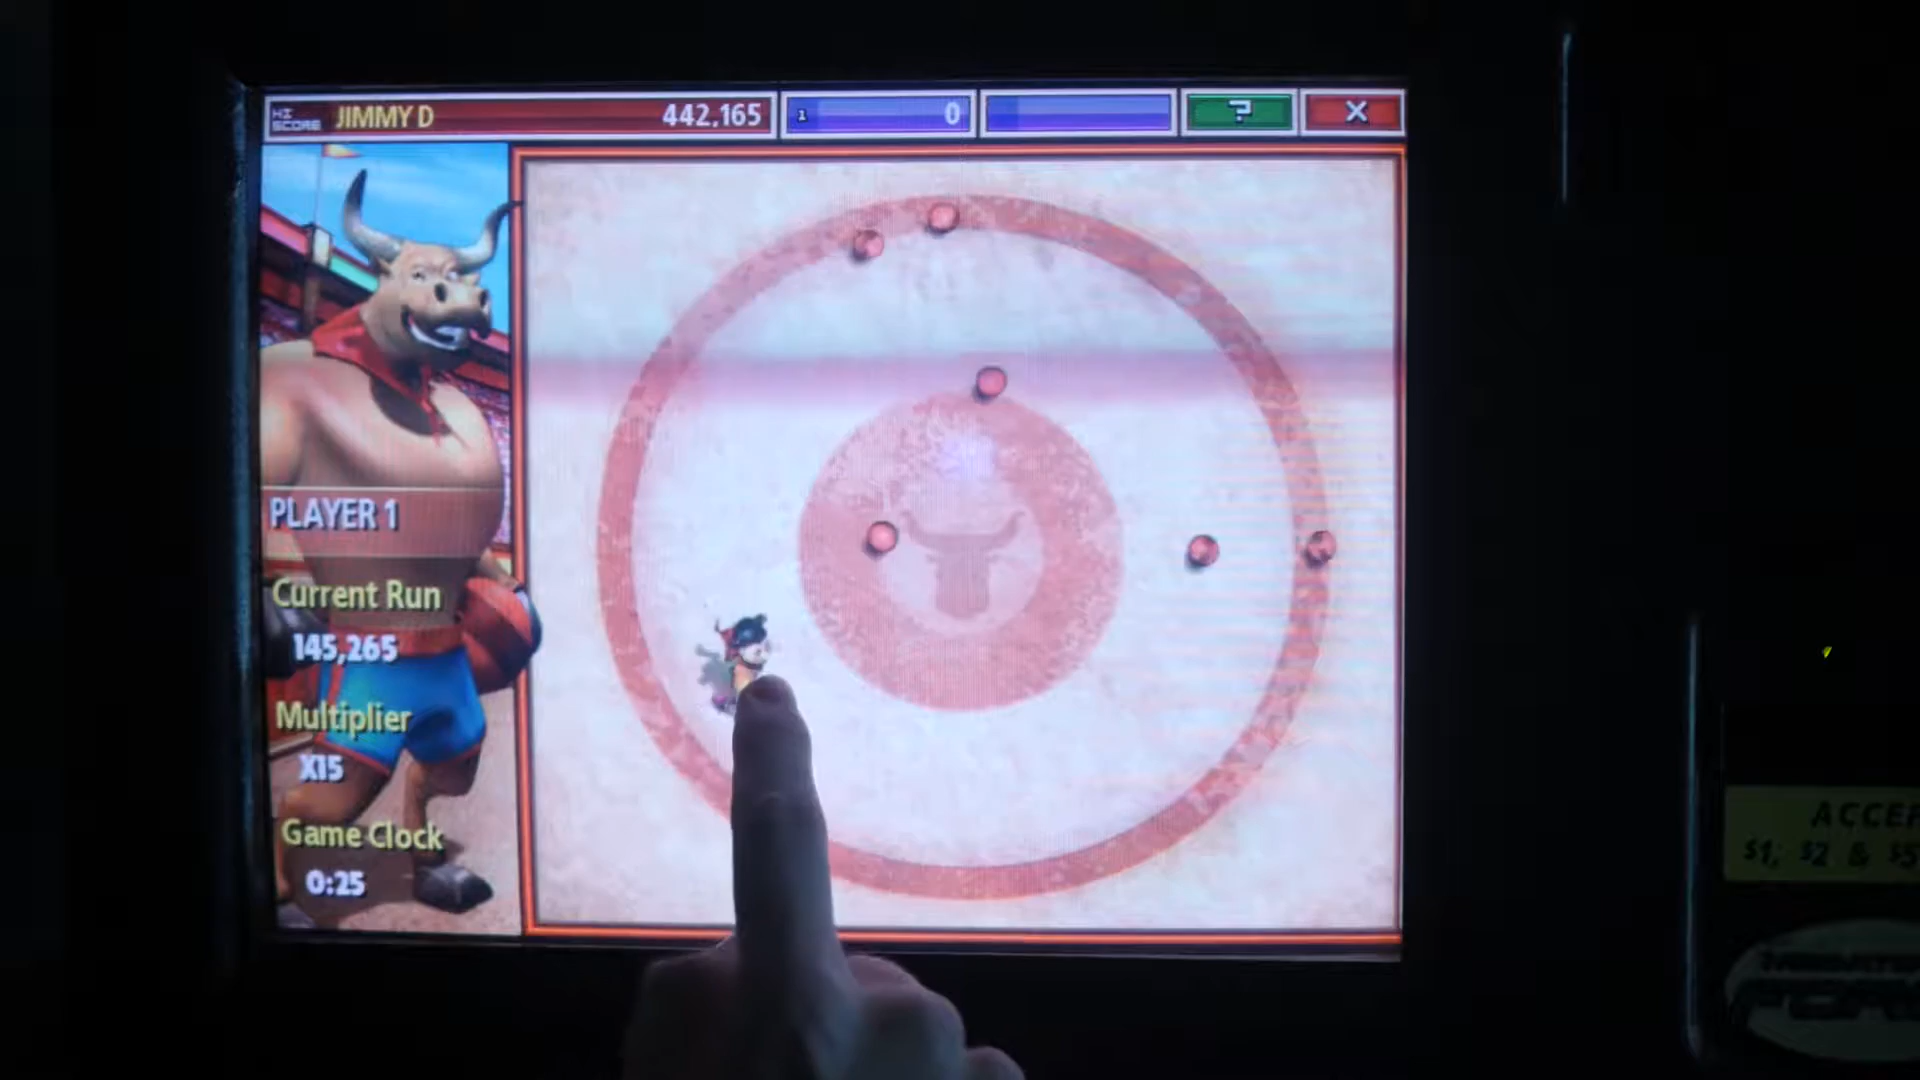 HI SCORE JIMMY D 442,165 1 0 ? X
PLAYER 1
Current Run
145,265
Multiplier
X15
Game Clock
0:25
ACCEP
$1, $2 & $5